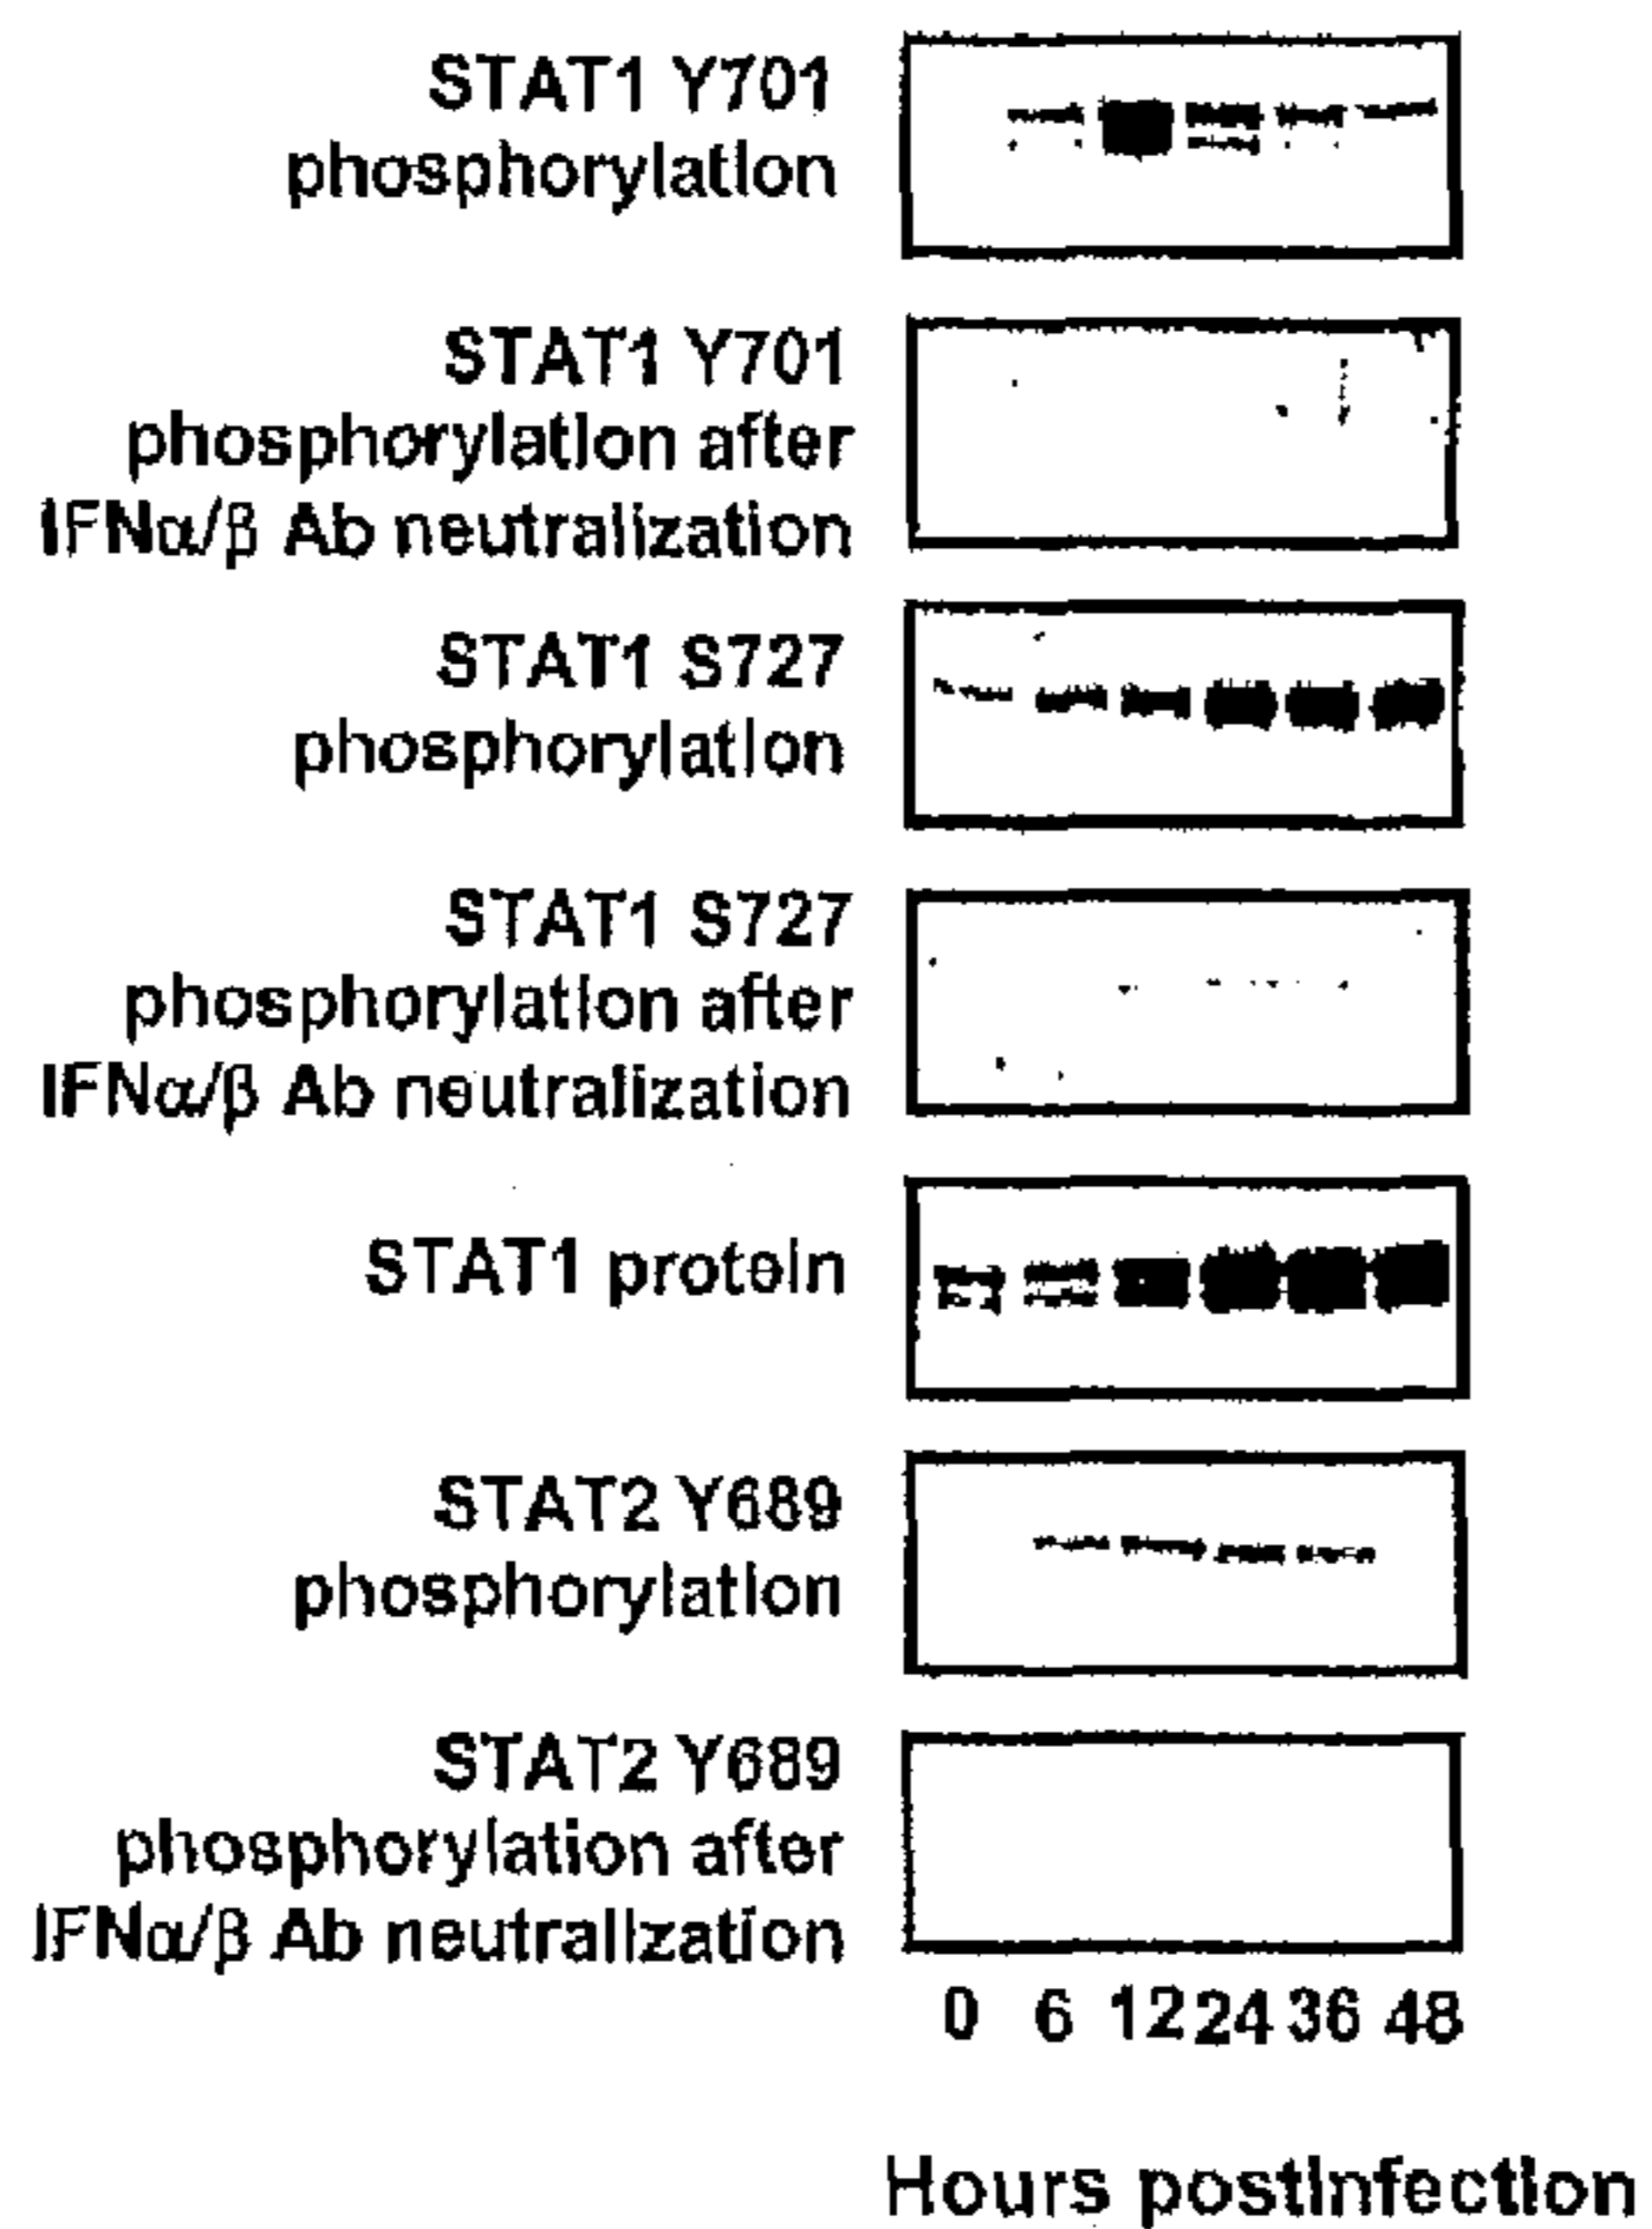 STAT1 Y701
phosphorylation
STAT1 Y701
phosphorylation after
IFNα/β Ab neutralization
STAT1 S727
phosphorylation
STAT1 S727
phosphorylation after
IFNα/β Ab neutralization
STAT1 protein
STAT2 Y689
phosphorylation
STAT2 Y689
phosphorylation after
IFNα/β Ab neutralization
0 6 12 24 36 48
Hours postinfection